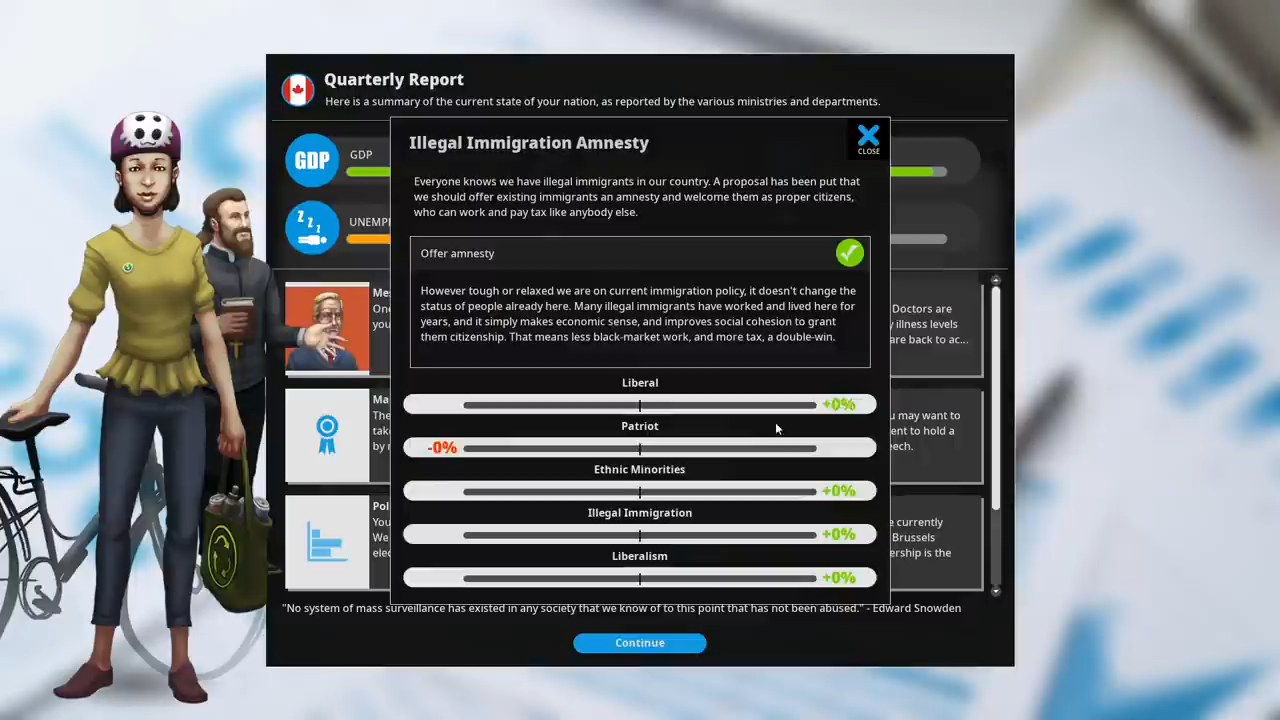 Quarterly Report
Here is a summary of the current state of your nation, as reported by the various ministries and departments.
GDP
GDP
Illegal Immigration Amnesty
CLOSE
Everyone knows we have illegal immigrants in our country. A proposal has been put that
we should offer existing immigrants an amnesty and welcome them as proper citizens,
who can work and pay tax like anybody else.
Offer amnesty
However tough or relaxed we are on current immigration policy, it doesn't change the
status of people already here. Many illegal immigrants have worked and lived here for
years, and it simply makes economic sense, and improves social cohesion to grant
them citizenship. That means less black-market work, and more tax, a double-win.
Liberal
+0%
Patriot
-0%
Ethnic Minorities
+0%
Illegal Immigration
+0%
Liberalism
+0%
Z Z Z
UNEMP
Doctors are
illness levels
are back to ac...
may want to
ent to hold a
eech.
currently
Brussels
ership is the
"No system of mass surveillance has existed in any society that we know of to this point that has not been abused." - Edward Snowden
Continue